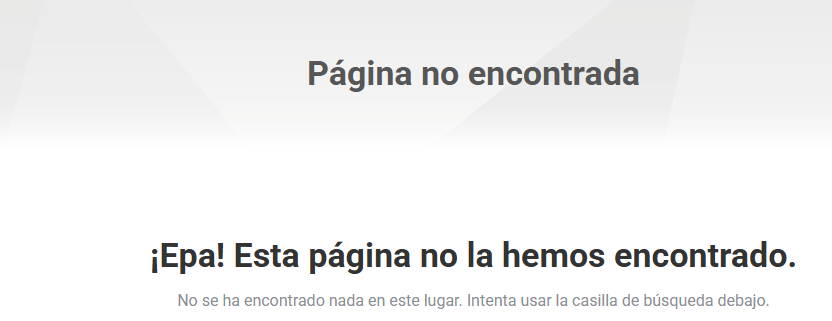 Página no encontrada
¡Epa! Esta página no la hemos encontrado.
No se ha encontrado nada en este lugar. Intenta usar la casilla de búsqueda debajo.